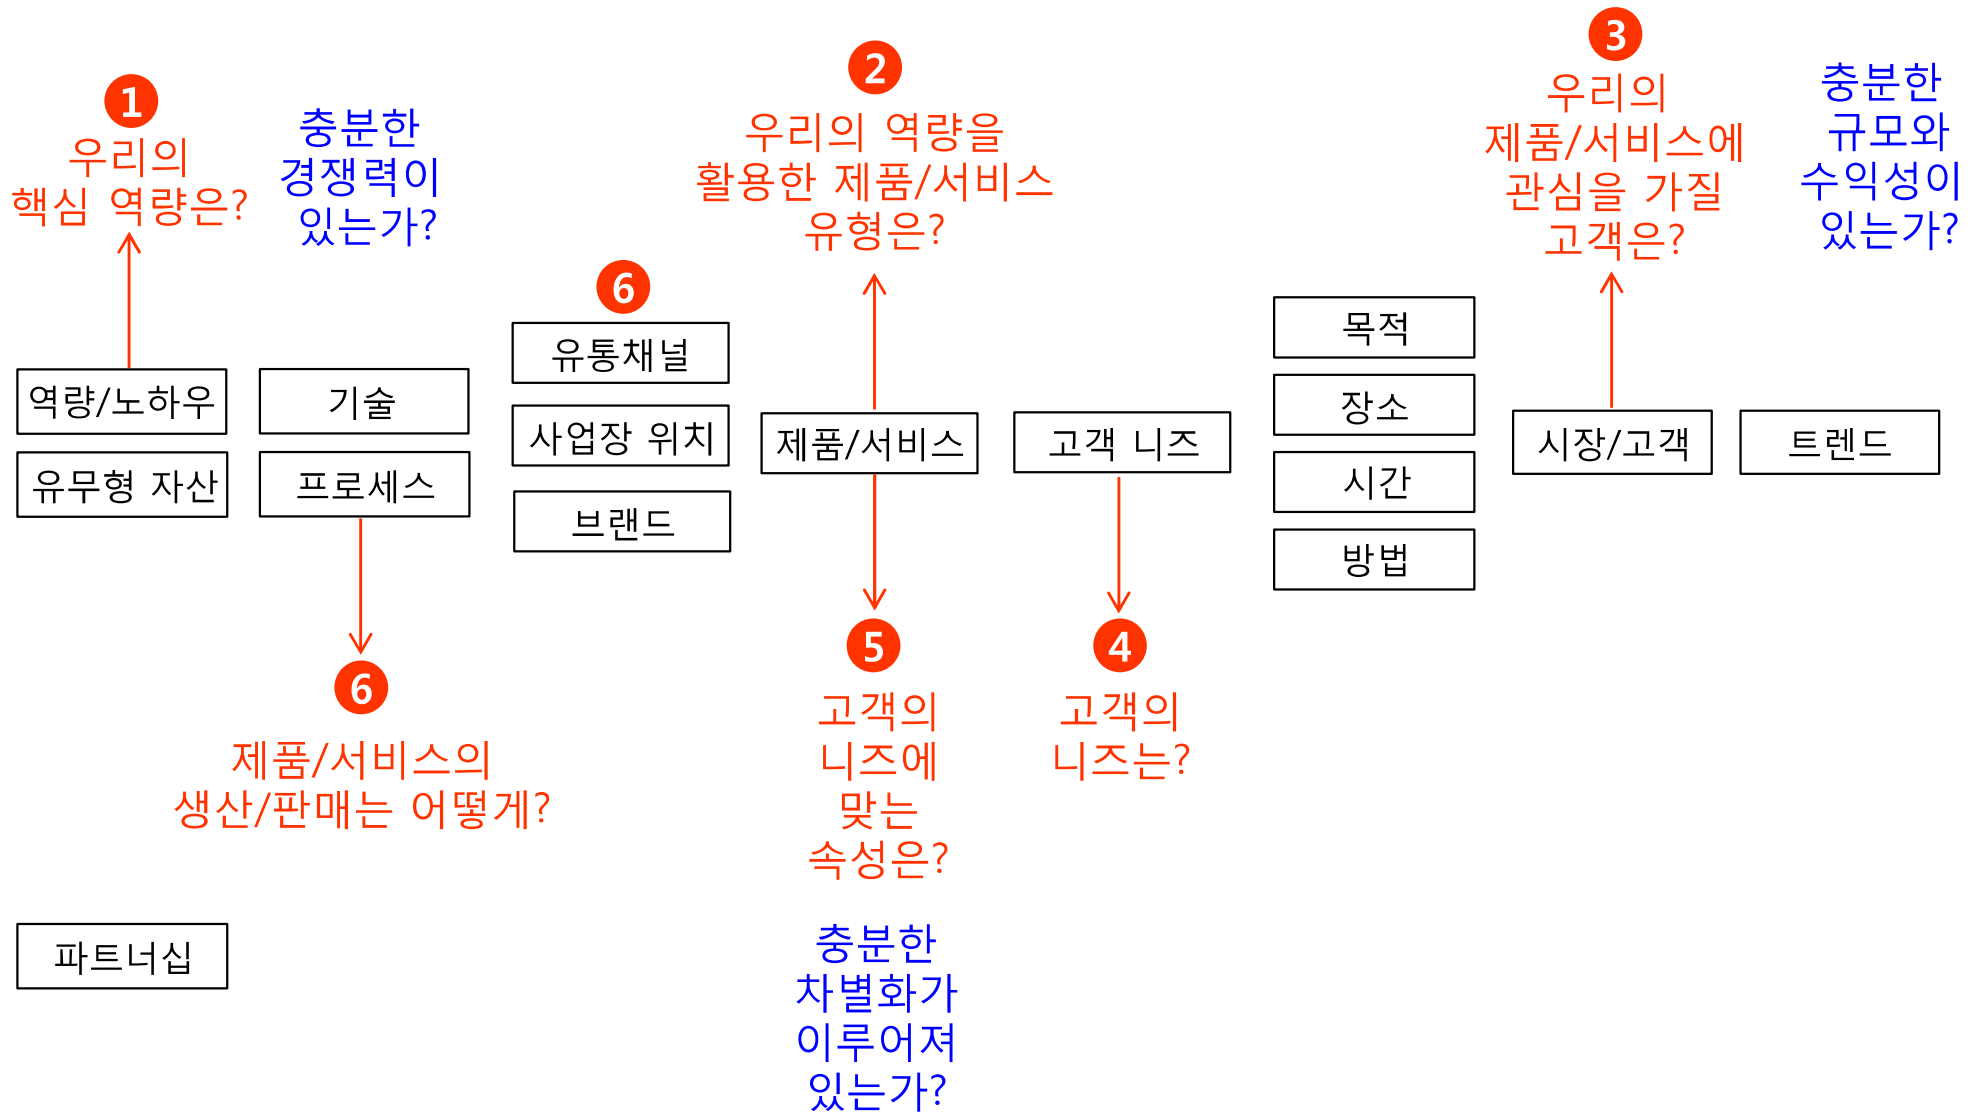 1
우리의
핵심 역량은?
충분한
경쟁력이
있는가?
2
우리의 역량을
활용한 제품/서비스
유형은?
3
우리의
제품/서비스에
관심을 가질
고객은?
충분한
규모와
수익성이
있는가?
역량/노하우
유무형 자산
기술
프로세스
6
유통채널
사업장 위치
브랜드
제품/서비스
고객 니즈
목적
장소
시간
방법
시장/고객
트렌드
6
제품/서비스의
생산/판매는 어떻게?
5
고객의
니즈에
맞는
속성은?
4
고객의
니즈는?
파트너십
충분한
차별화가
이루어져
있는가?